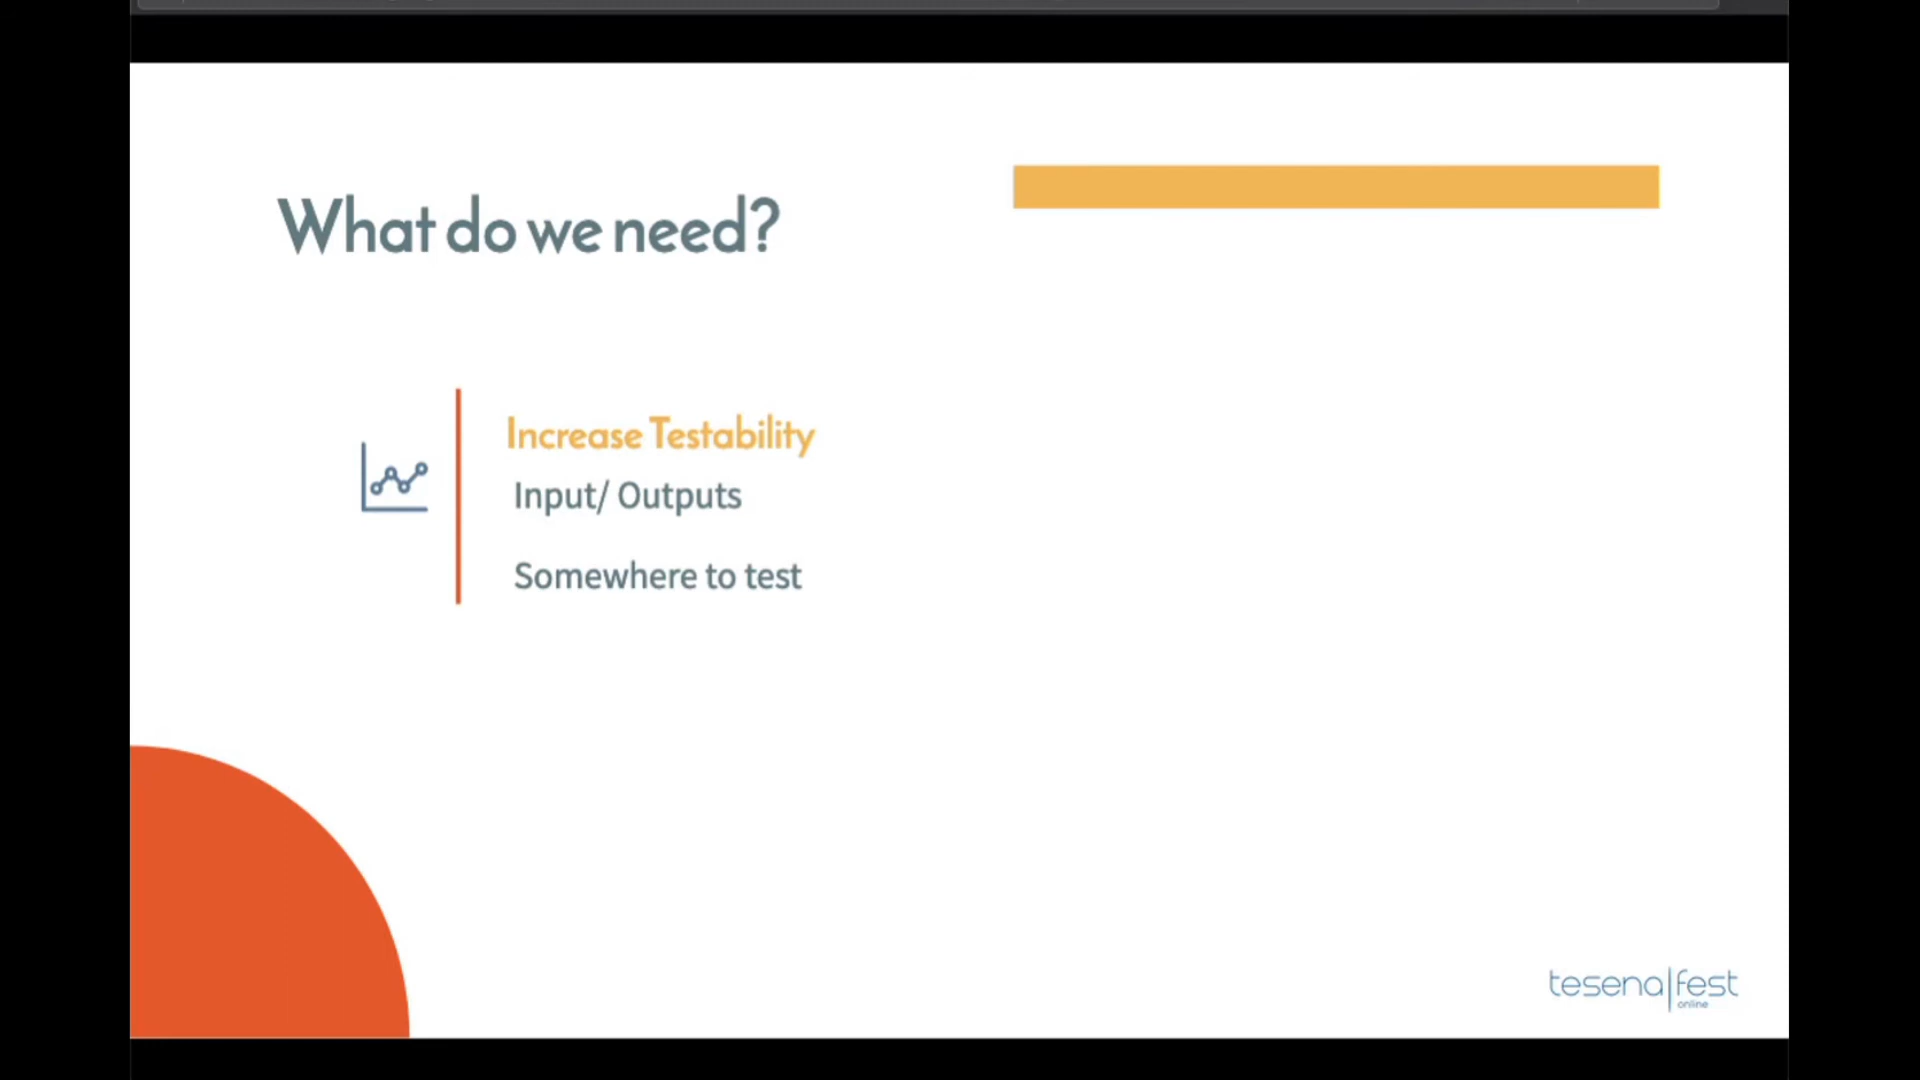 What do we need?
Increase Testability
Input/ Outputs
Somewhere to test
tesena|fest
online